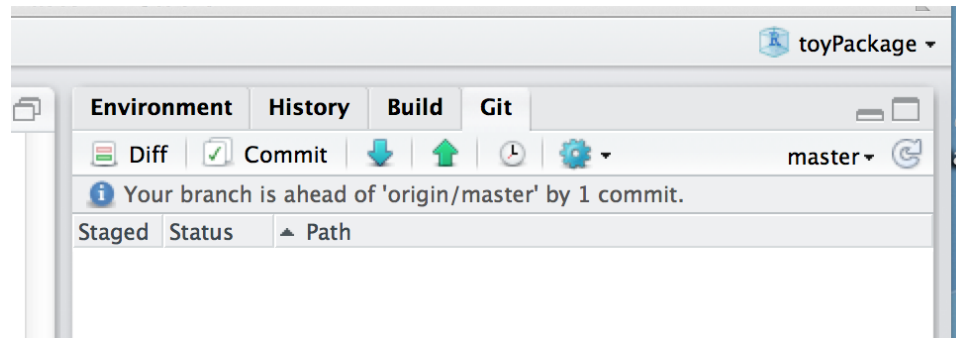 toyPackage
Environment History Build Git
Diff Commit master
Your branch is ahead of 'origin/master' by 1 commit.
Staged Status Path